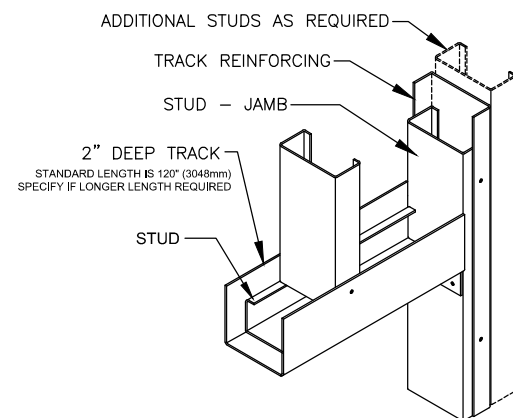 ADDITIONAL STUDS AS REQUIRED
TRACK REINFORCING
STUD - JAMB
2" DEEP TRACK
STANDARD LENGTH IS 120" (3048mm)
SPECIFY IF LONGER LENGTH REQUIRED
STUD